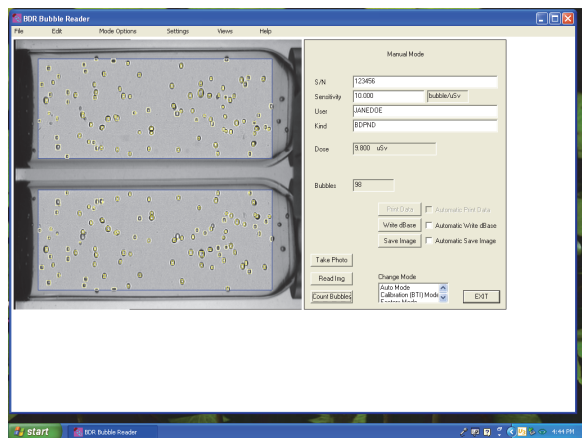 BDR Bubble Reader
File Edit Mode Options Settings Views Help
Manual Mode
S/N 123456
Sensitivity 10.000 bubble/uSv
User JANEDOE
Kind BDPND
Dose 9.800 uSv
Bubbles 98
Print Data Automatic Print Data
Write dBase Automatic Write dBase
Save Image Automatic Save Image
Take Photo
Read Img
Count Bubbles
Change Mode
Auto Mode
Calibration (BTI) Mode
EXIT
start BDR Bubble Reader 4:44 PM